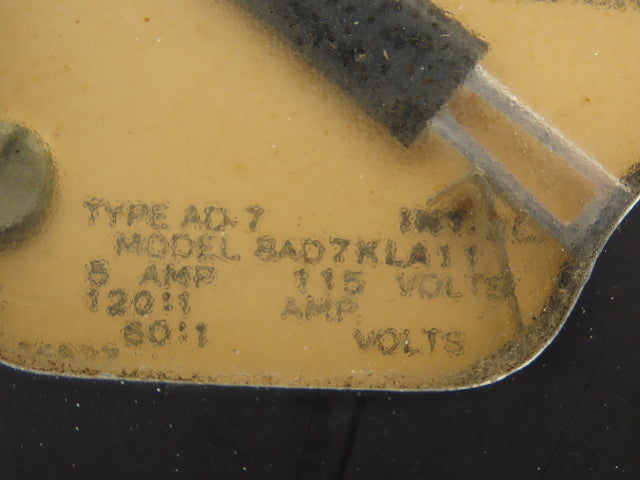 TYPE AD-7
MODEL 8AD7KLA11
5 AMP 115 VOLTS
120:1 AMP
60:1 VOLTS